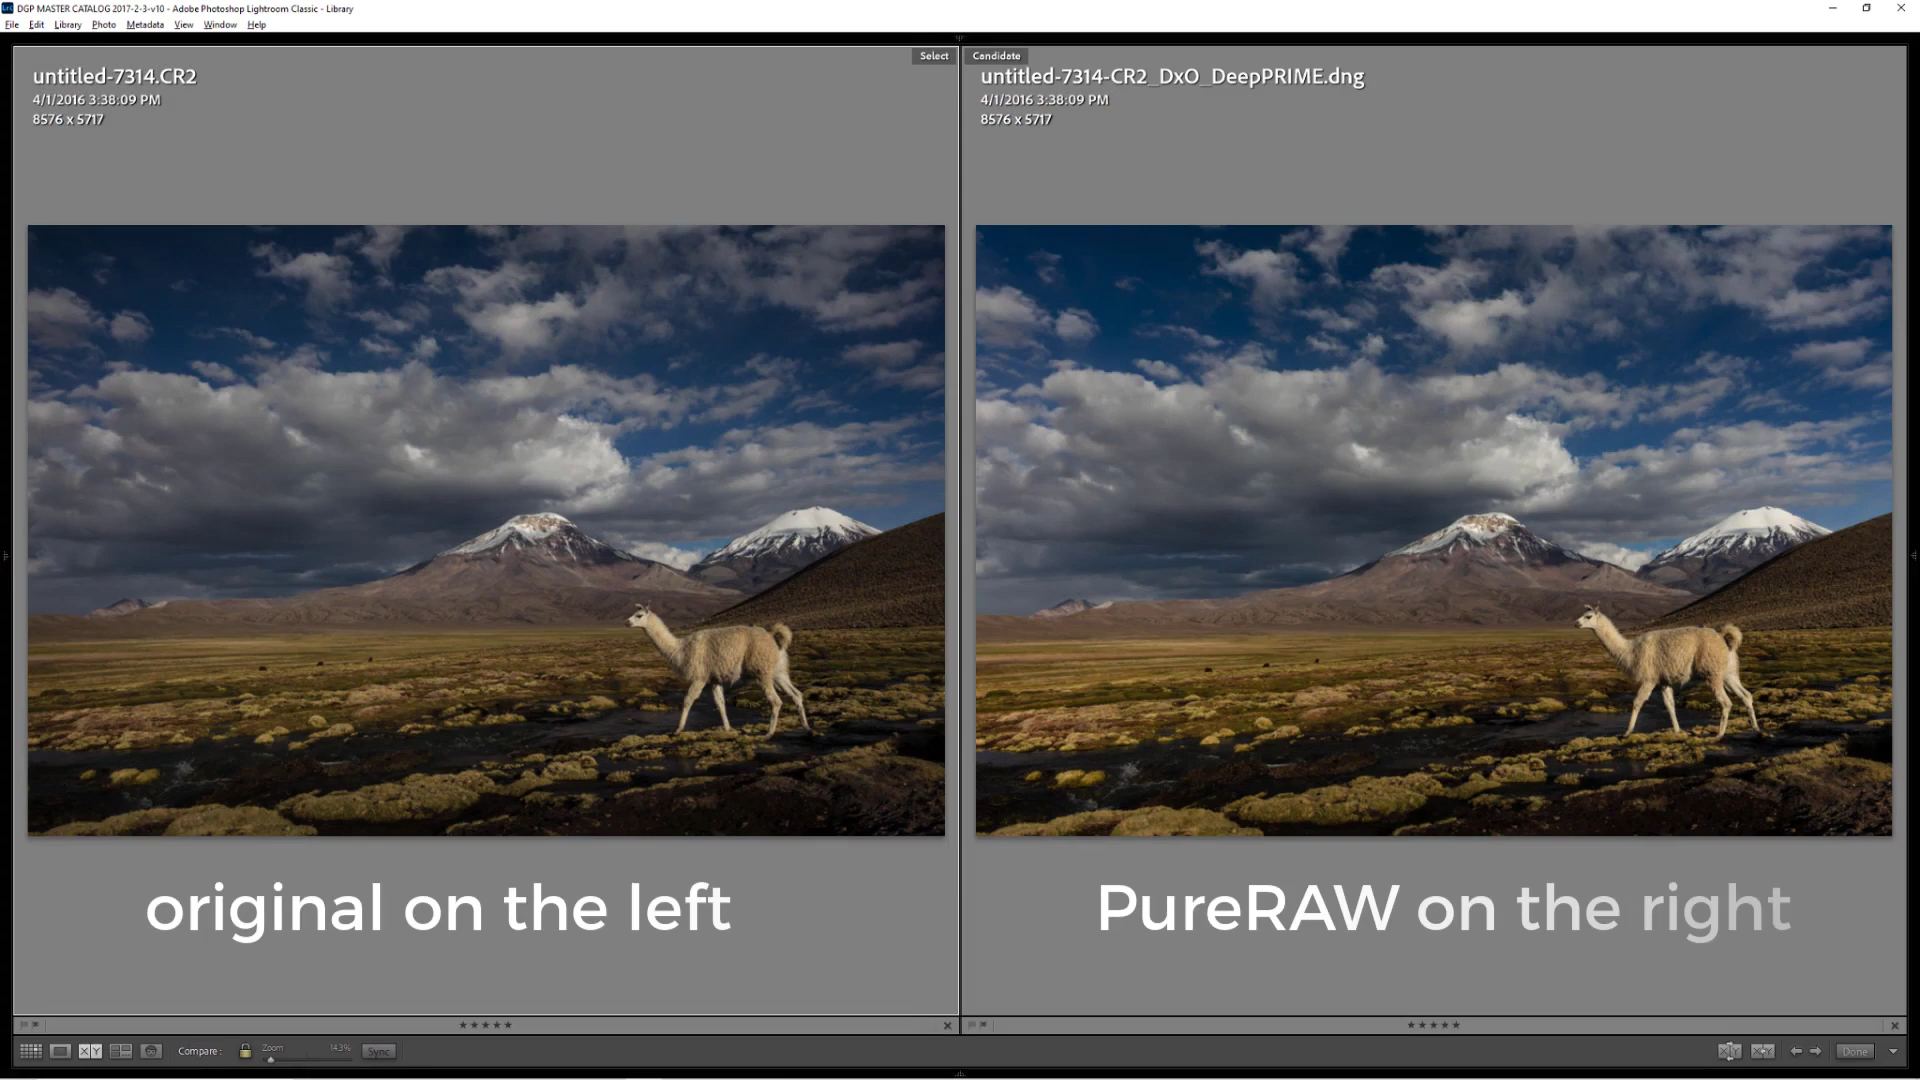 DGP MASTER CATALOG 2017-2-3-v10 - Adobe Photoshop Lightroom Classic - Library
File Edit Library Photo Metadata View Window Help
Select
untitled-7314.CR2
4/1/2016 3:38:09 PM
8576 x 5717
Candidate
untitled-7314-CR2_DxO_DeepPRIME.dng
4/1/2016 3:38:09 PM
8576 x 5717
original on the left
PureRAW on the right
XY Compare : Zoom 14.3% Sync
Done